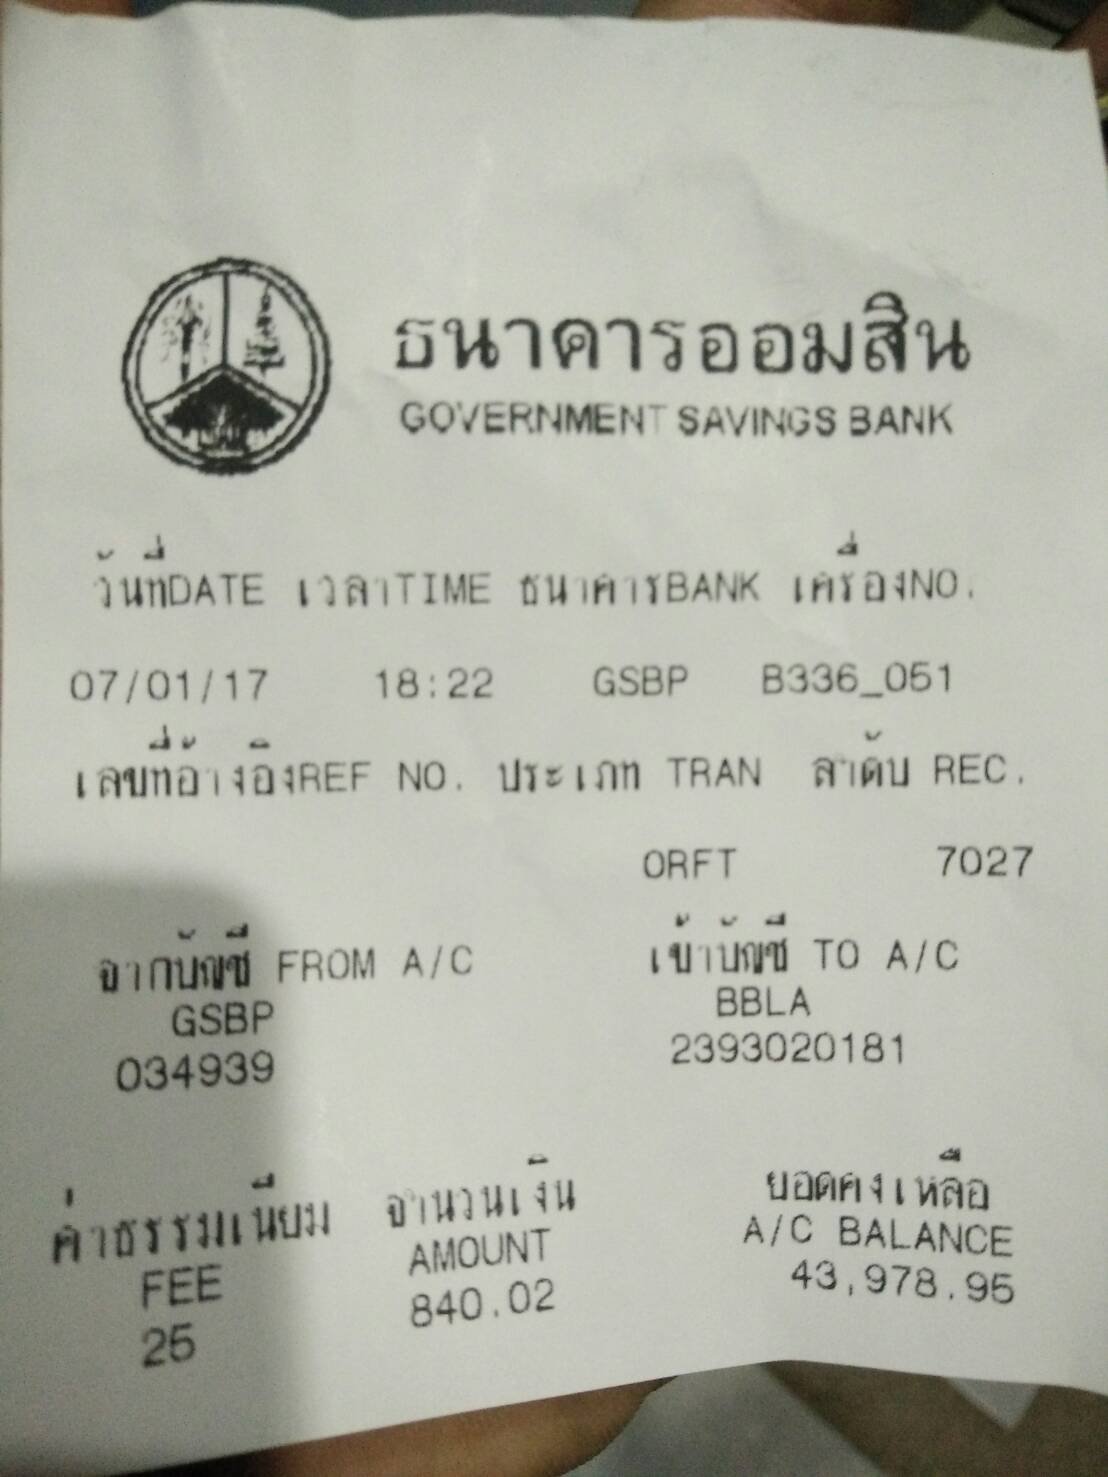 ธนาคารออมสิน
GOVERNMENT SAVINGS BANK
วันที่DATE เวลาTIME ธนาคารBANK เครื่องNO.
07/01/17 18:22 GSBP B336_051
เลขที่อ้างอิงREF NO. ประเภท TRAN ลำดับ REC.
ORFT 7027
จากบัญชี FROM A/C เข้าบัญชี TO A/C
GSBP BBLA
034939 2393020181
ค่าธรรมเนียม จำนวนเงิน ยอดคงเหลือ
FEE AMOUNT A/C BALANCE
25 840.02 43,978.95